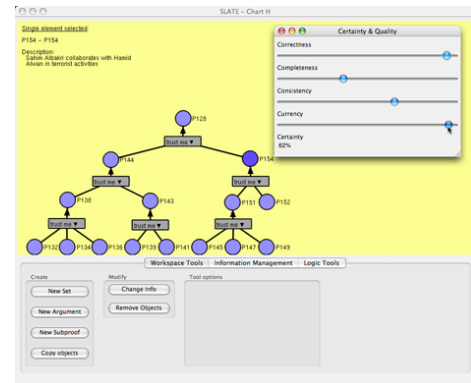 SLATE - Chart H
Single element selected
P154 - P154
Description:
Sahim Albakri collaborates with Hamid
Alwan in terrorist activities
Certainty & Quality
Correctness
Completeness
Consistency
Currency
Certainty
62%
P128
trust me ▼
P144
P154
trust me ▼
trust me ▼
P138
P143
P151
P152
trust me ▼
trust me ▼
trust me ▼
P132
P134
P136
P139
P141
P145
P147
P149
Workspace Tools
Information Management
Logic Tools
Create
Modify
Tool options
New Set
Change Info
New Argument
Remove Objects
New Subproof
Copy objects